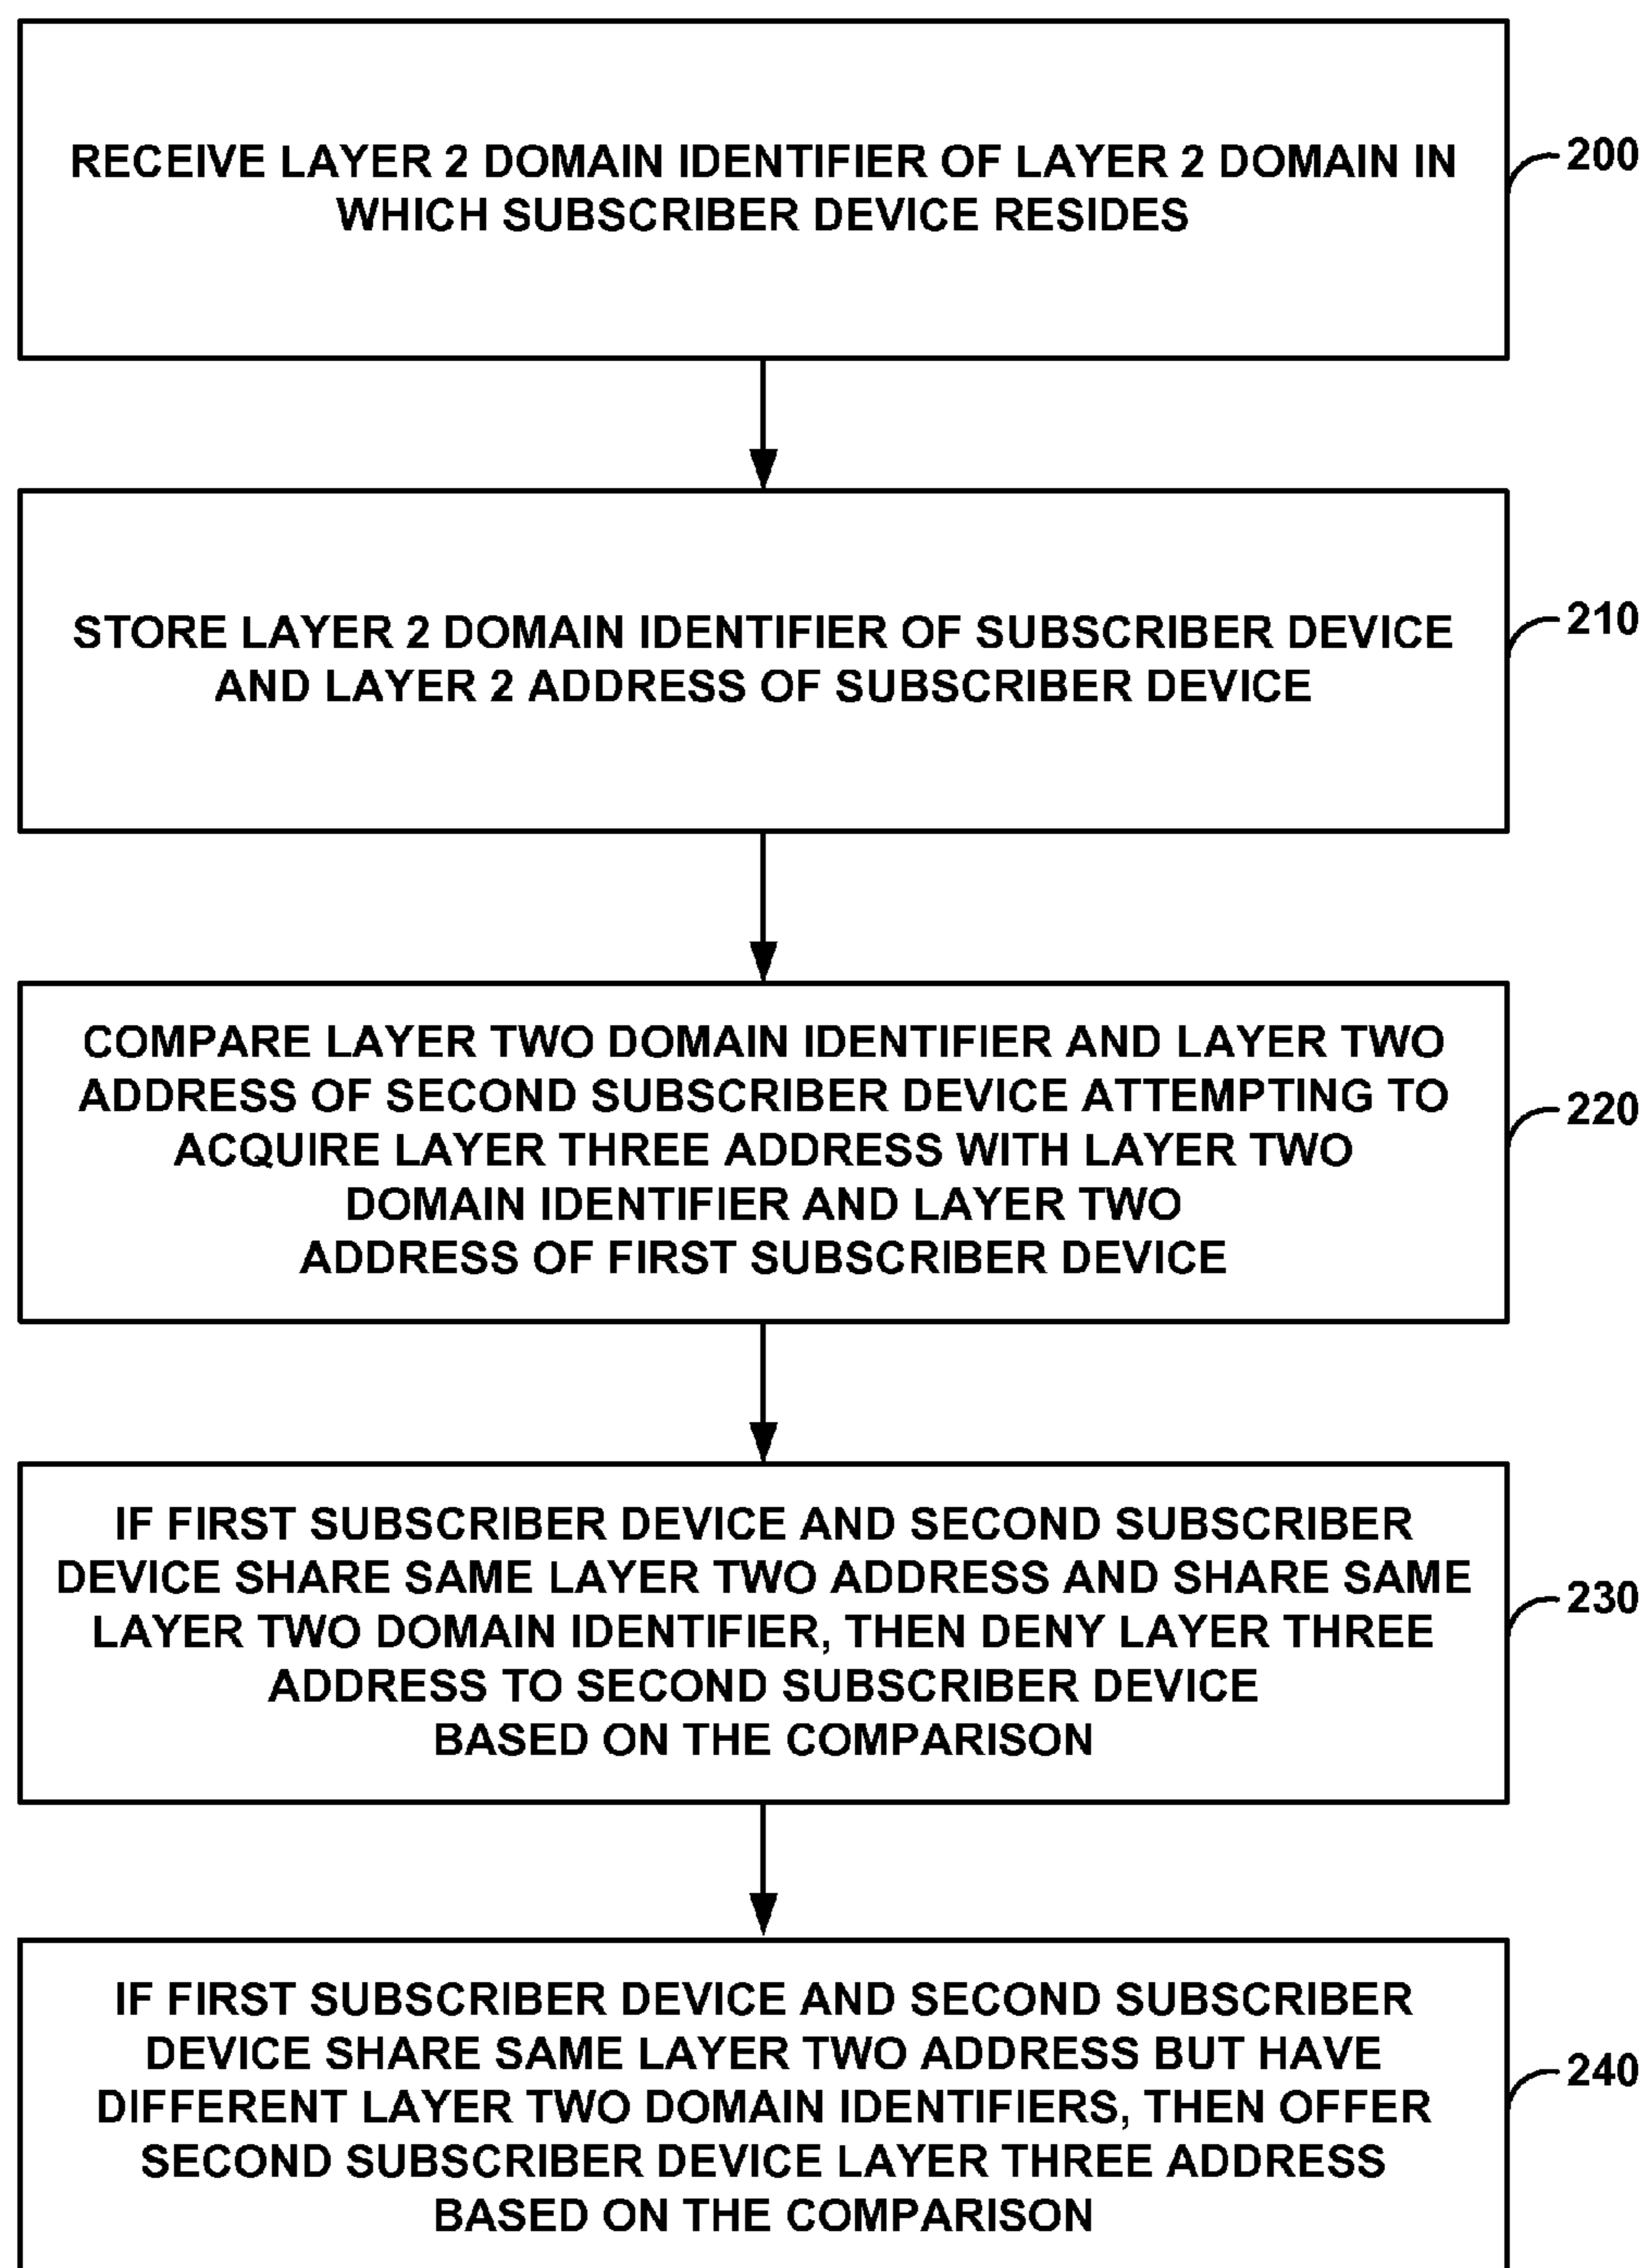 RECEIVE LAYER 2 DOMAIN IDENTIFIER OF LAYER 2 DOMAIN IN
WHICH SUBSCRIBER DEVICE RESIDES
200
STORE LAYER 2 DOMAIN IDENTIFIER OF SUBSCRIBER DEVICE
AND LAYER 2 ADDRESS OF SUBSCRIBER DEVICE
210
COMPARE LAYER TWO DOMAIN IDENTIFIER AND LAYER TWO
ADDRESS OF SECOND SUBSCRIBER DEVICE ATTEMPTING TO
ACQUIRE LAYER THREE ADDRESS WITH LAYER TWO
DOMAIN IDENTIFIER AND LAYER TWO
ADDRESS OF FIRST SUBSCRIBER DEVICE
220
IF FIRST SUBSCRIBER DEVICE AND SECOND SUBSCRIBER
DEVICE SHARE SAME LAYER TWO ADDRESS AND SHARE SAME
LAYER TWO DOMAIN IDENTIFIER, THEN DENY LAYER THREE
ADDRESS TO SECOND SUBSCRIBER DEVICE
BASED ON THE COMPARISON
230
IF FIRST SUBSCRIBER DEVICE AND SECOND SUBSCRIBER
DEVICE SHARE SAME LAYER TWO ADDRESS BUT HAVE
DIFFERENT LAYER TWO DOMAIN IDENTIFIERS, THEN OFFER
SECOND SUBSCRIBER DEVICE LAYER THREE ADDRESS
BASED ON THE COMPARISON
240